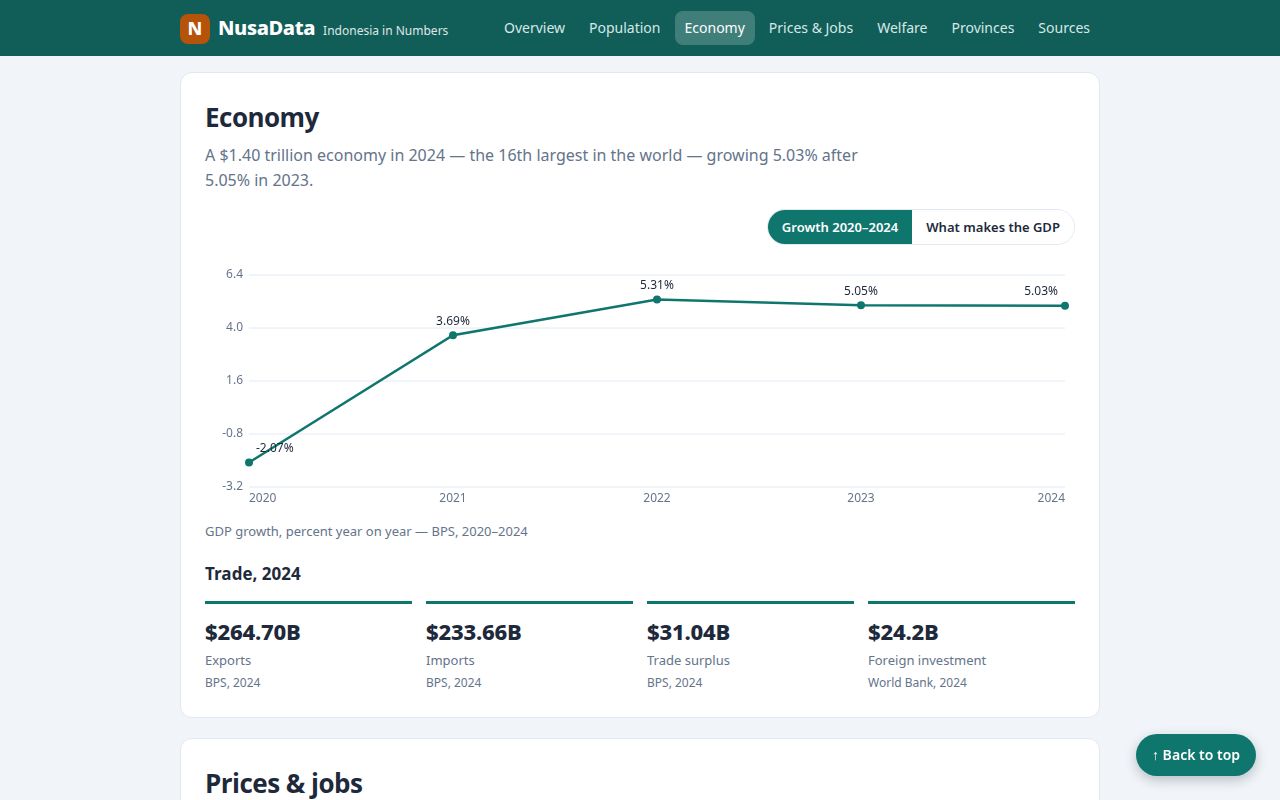 N NusaData Indonesia in Numbers Overview Population Economy Prices & Jobs Welfare Provinces Sources
Economy
A $1.40 trillion economy in 2024 — the 16th largest in the world — growing 5.03% after
5.05% in 2023.
Growth 2020–2024 What makes the GDP
6.4
4.0
1.6
-0.8
-3.2
-2.07%
3.69%
5.31%
5.05%
5.03%
2020 2021 2022 2023 2024
GDP growth, percent year on year — BPS, 2020–2024
Trade, 2024
$264.70B $233.66B $31.04B $24.2B
Exports Imports Trade surplus Foreign investment
BPS, 2024 BPS, 2024 BPS, 2024 World Bank, 2024
↑ Back to top
Prices & jobs